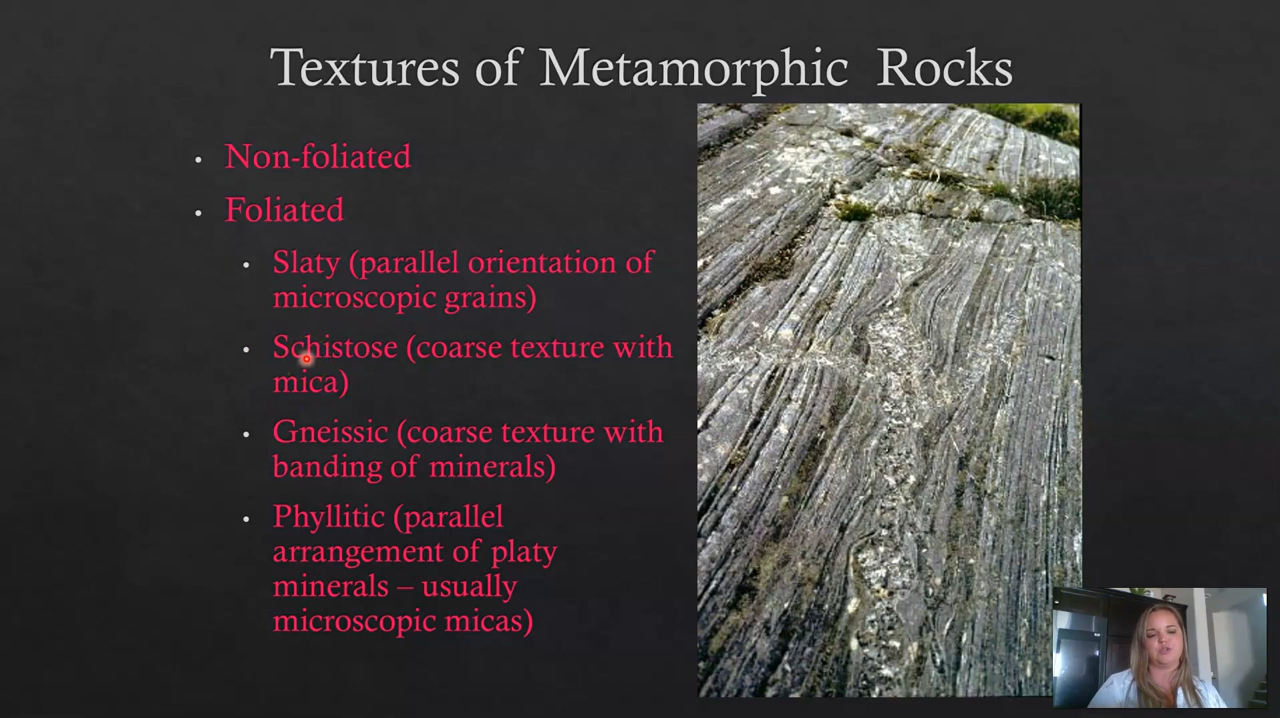 Textures of Metamorphic Rocks
Non-foliated
Foliated
Slaty (parallel orientation of
microscopic grains)
Schistose (coarse texture with
mica)
Gneissic (coarse texture with
banding of minerals)
Phyllitic (parallel
arrangement of platy
minerals – usually
microscopic micas)